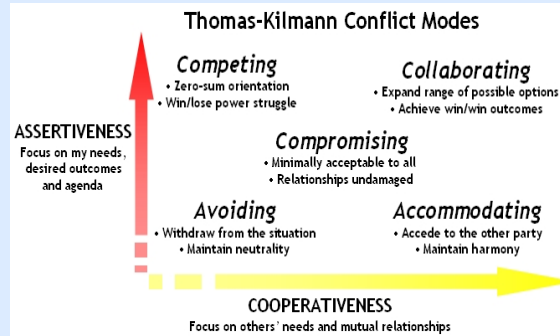 Thomas-Kilmann Conflict Modes
Competing
• Zero-sum orientation
• Win/lose power struggle
Collaborating
• Expand range of possible options
• Achieve win/win outcomes
ASSERTIVENESS
Focus on my needs,
desired outcomes
and agenda
Compromising
• Minimally acceptable to all
• Relationships undamaged
Avoiding
• Withdraw from the situation
• Maintain neutrality
Accommodating
• Accede to the other party
• Maintain harmony
COOPERATIVENESS
Focus on others' needs and mutual relationships